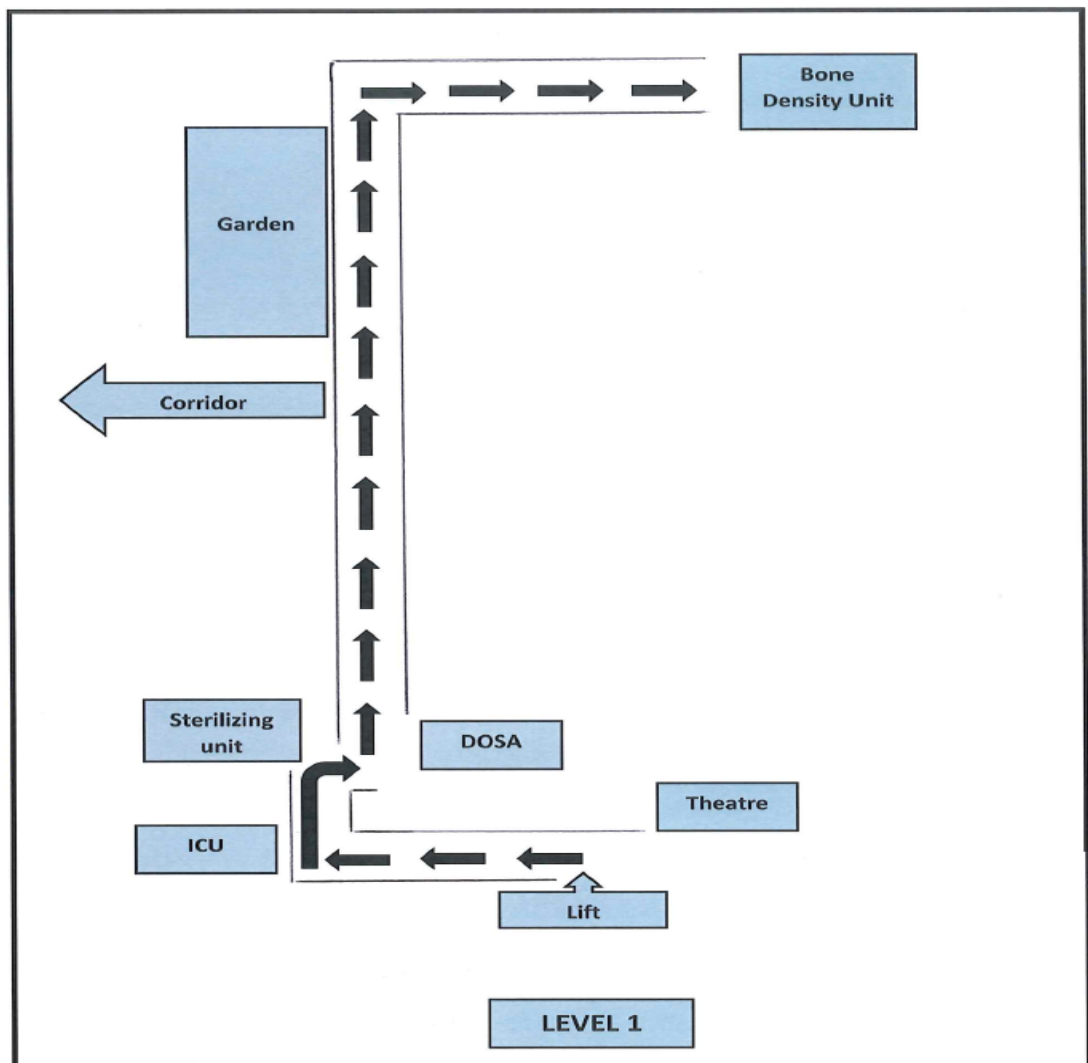 Bone
Density Unit
Garden
Corridor
Sterilizing
unit
DOSA
Theatre
ICU
Lift
LEVEL 1